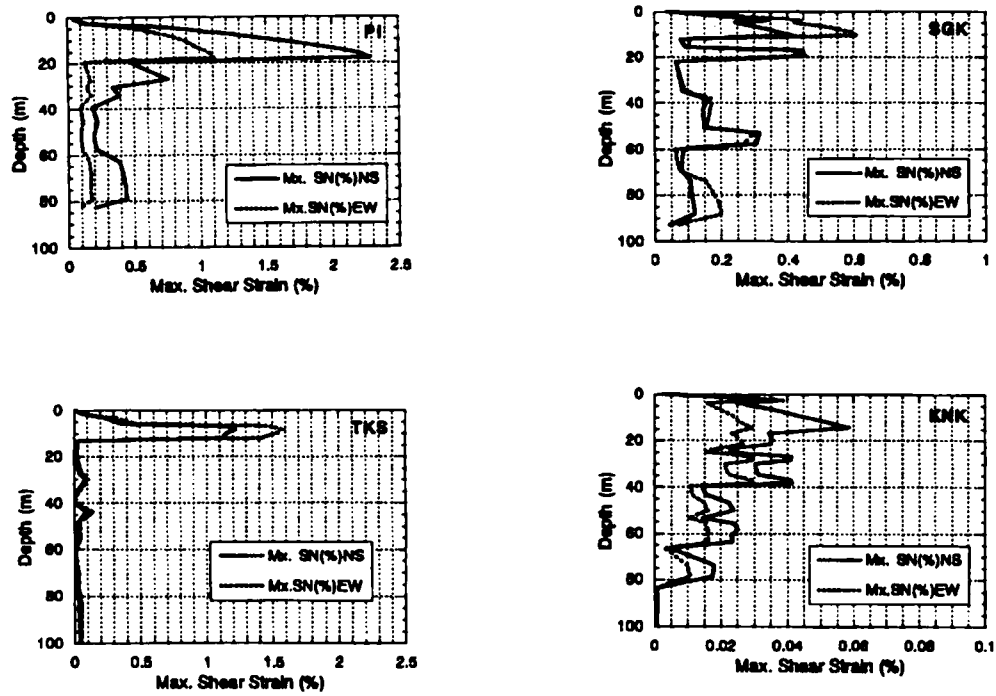 PI
0
20
40
60
80
100
Depth (m)
Mx. SN(%)NS
Mx.SN(%)EW
0 0.5 1 1.5 2 2.5
Max. Shear Strain (%)
SGK
0
20
40
60
80
100
Depth (m)
Mx. SN(%)NS
Mx.SN(%)EW
0 0.2 0.4 0.6 0.8 1
Max. Shear Strain (%)
TKS
0
20
40
60
80
100
Depth (m)
Mx. SN(%)NS
Mx.SN(%)EW
0 0.5 1 1.5 2 2.5
Max. Shear Strain (%)
KNK
0
20
40
60
80
100
Depth (m)
Mx. SN(%)NS
Mx.SN(%)EW
0 0.02 0.04 0.06 0.08 0.1
Max. Shear Strain (%)